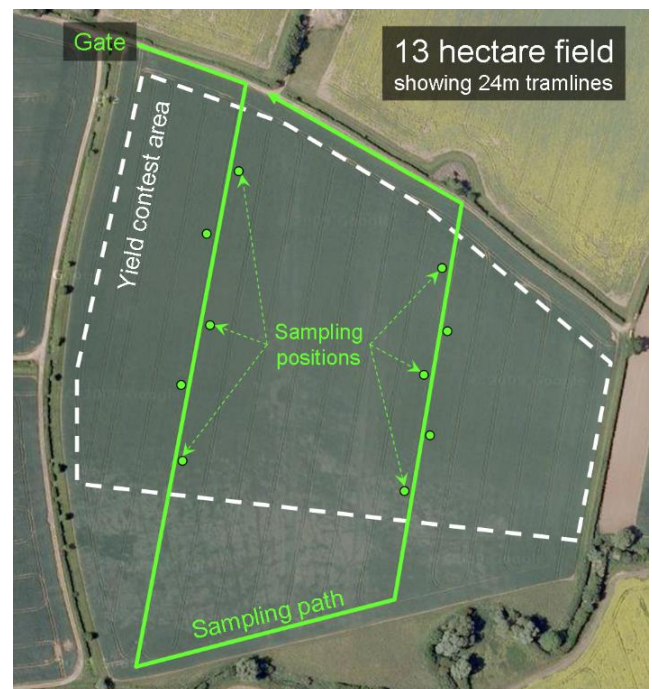 Gate
13 hectare field
showing 24m tramlines
Yield contest area
Sampling
positions
Sampling path